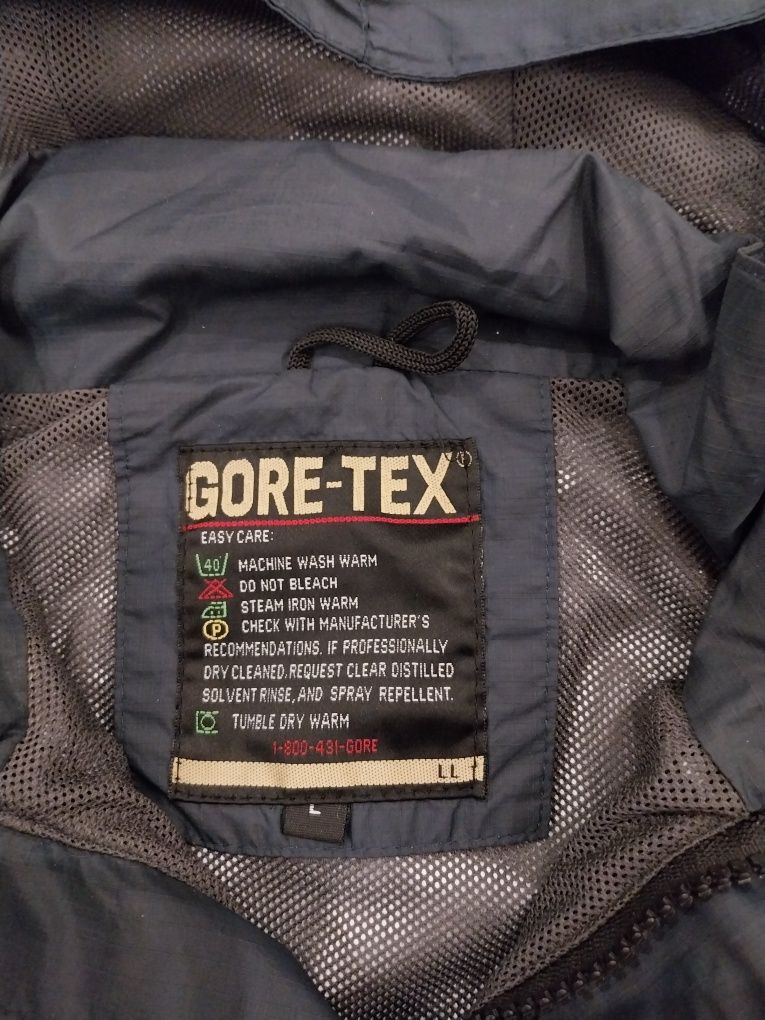 GORE-TEX®
EASY CARE:
40° MACHINE WASH WARM
DO NOT BLEACH
STEAM IRON WARM
P CHECK WITH MANUFACTURER'S
RECOMMENDATIONS. IF PROFESSIONALLY
DRY CLEANED, REQUEST CLEAR DISTILLED
SOLVENT RINSE, AND SPRAY REPELLENT.
TUMBLE DRY WARM
1-800-431-GORE
LL
L